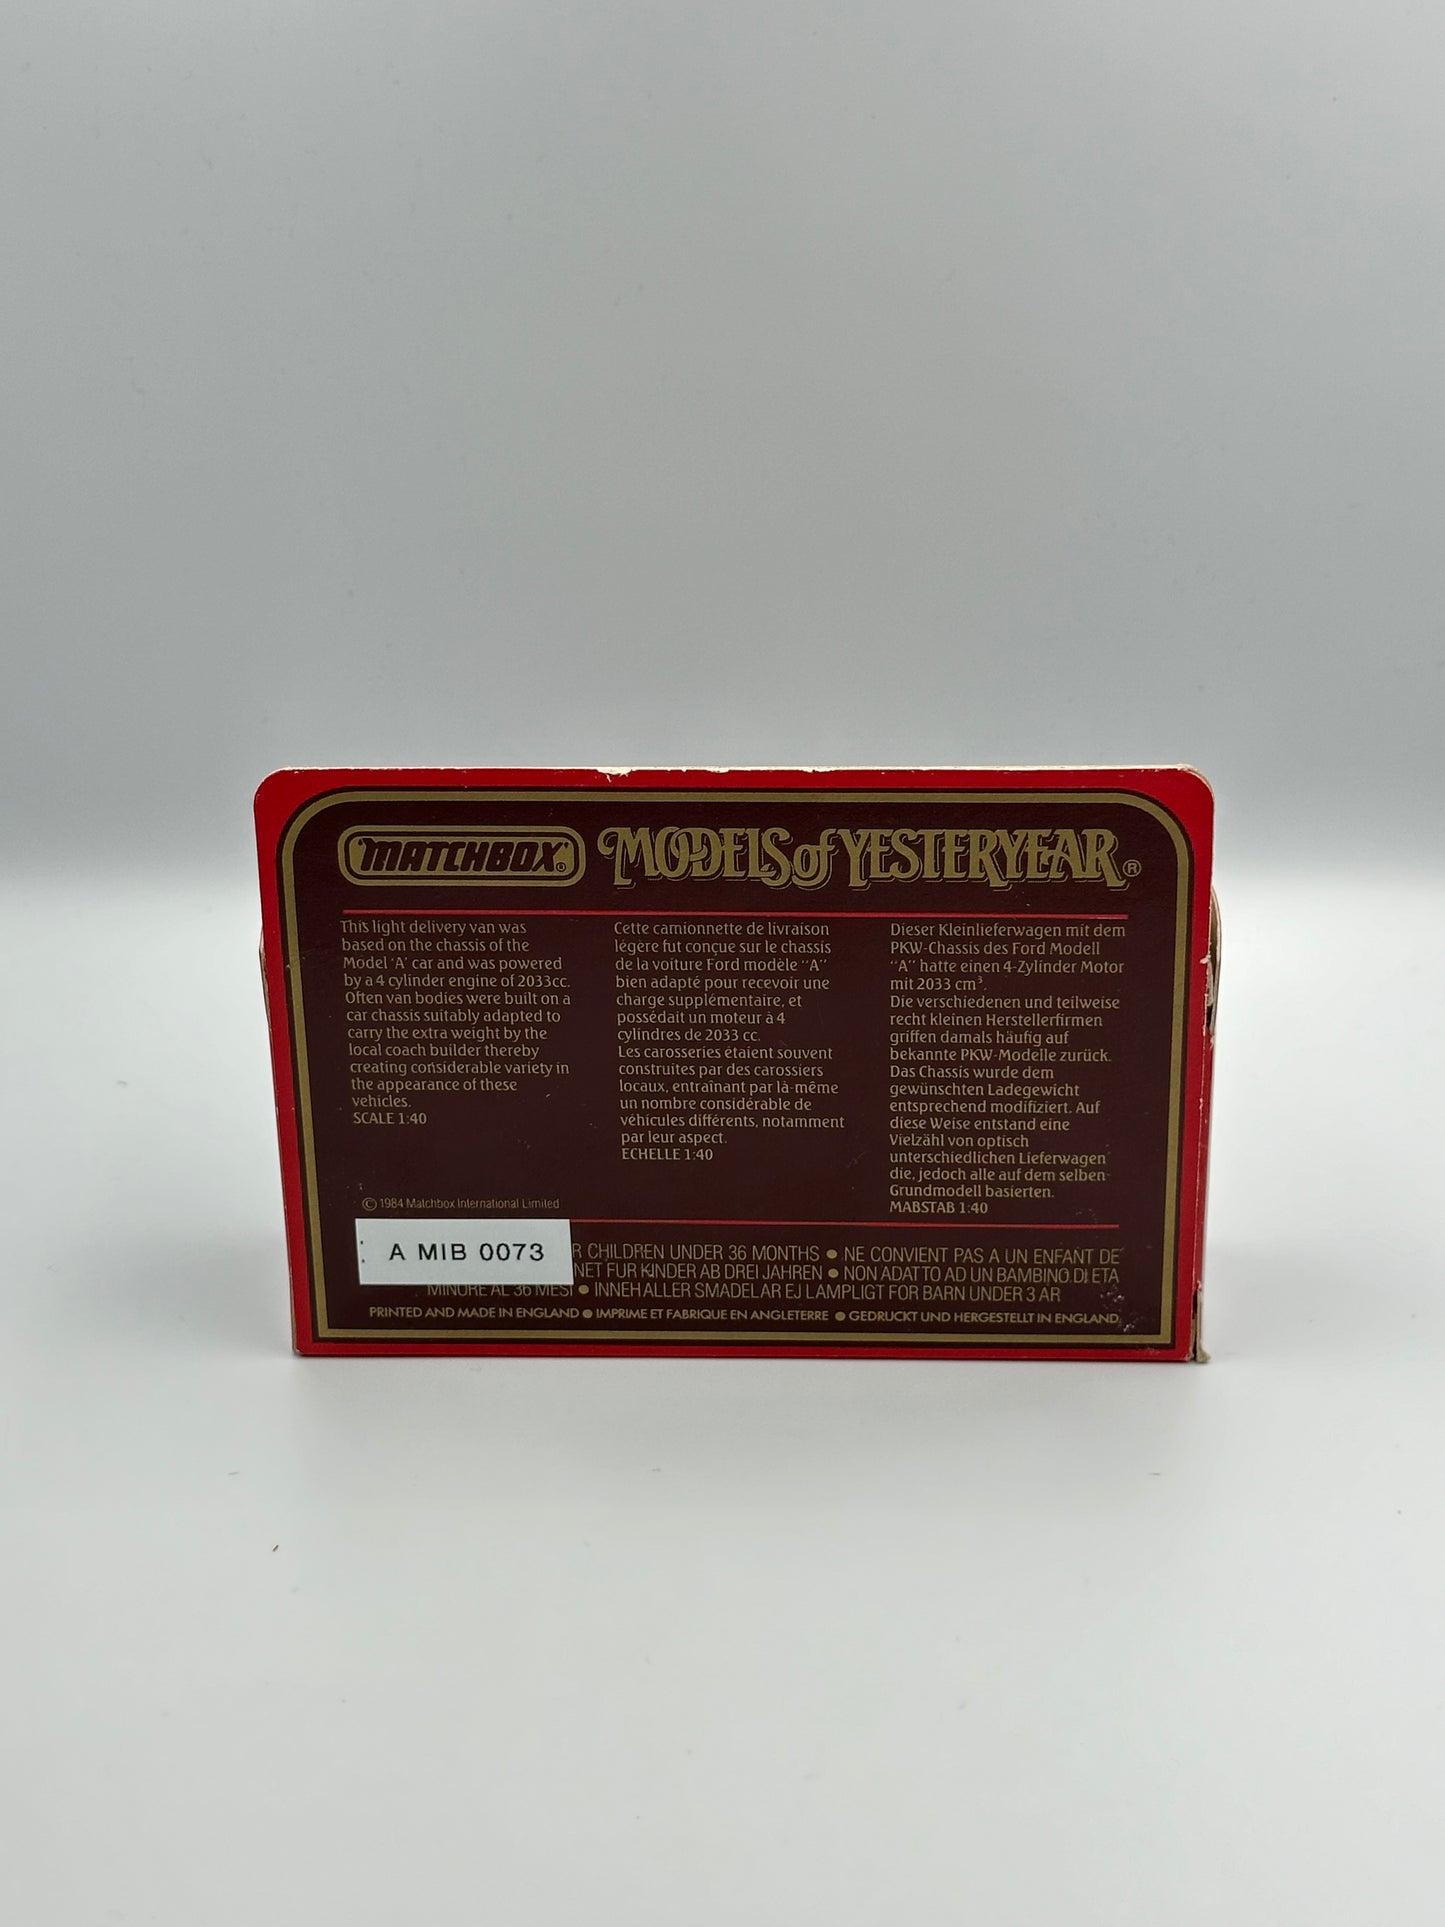 MATCHBOX® MODELS of YESTERYEAR®
This light delivery van was
based on the chassis of the
Model 'A' car and was powered
by a 4 cylinder engine of 2033cc.
Often van bodies were built on a
car chassis suitably adapted to
carry the extra weight by the
local coach builder thereby
creating considerable variety in
the appearance of these
vehicles.
SCALE 1:40
© 1984 Matchbox International Limited
Cette camionnette de livraison
légère fut conçue sur le chassis
de la voiture Ford modèle "A"
bien adapté pour recevoir une
charge supplémentaire, et
possédait un moteur à 4
cylindres de 2033 cc.
Les carosseries étaient souvent
construites par des carossiers
locaux, entraînant par là-même
un nombre considérable de
véhicules différents, notamment
par leur aspect.
ECHELLE 1:40
Dieser Kleinlieferwagen mit dem
PKW-Chassis des Ford Modell
"A" hatte einen 4-Zylinder Motor
mit 2033 cm³.
Die verschiedenen und teilweise
recht kleinen Herstellerfirmen
griffen damals häufig auf
bekannte PKW-Modelle zurück.
Das Chassis wurde dem
gewünschten Ladegewicht
entsprechend modifiziert. Auf
diese Weise entstand eine
Vielzähl von optisch
unterschiedlichen Lieferwagen
die, jedoch alle auf dem selben
Grundmodell basierten.
MABSTAB 1:40
A MIB 0073
R CHILDREN UNDER 36 MONTHS ● NE CONVIENT PAS A UN ENFANT DE
NET FUR KINDER AB DREI JAHREN ● NON ADATTO AD UN BAMBINO DI ETA
MINORE AL 36 MESI ● INNEHALLER SMADELAR EJ LAMPLIGT FOR BARN UNDER 3 AR
PRINTED AND MADE IN ENGLAND ● IMPRIME ET FABRIQUE EN ANGLETERRE ● GEDRUCKT UND HERGESTELLT IN ENGLAND